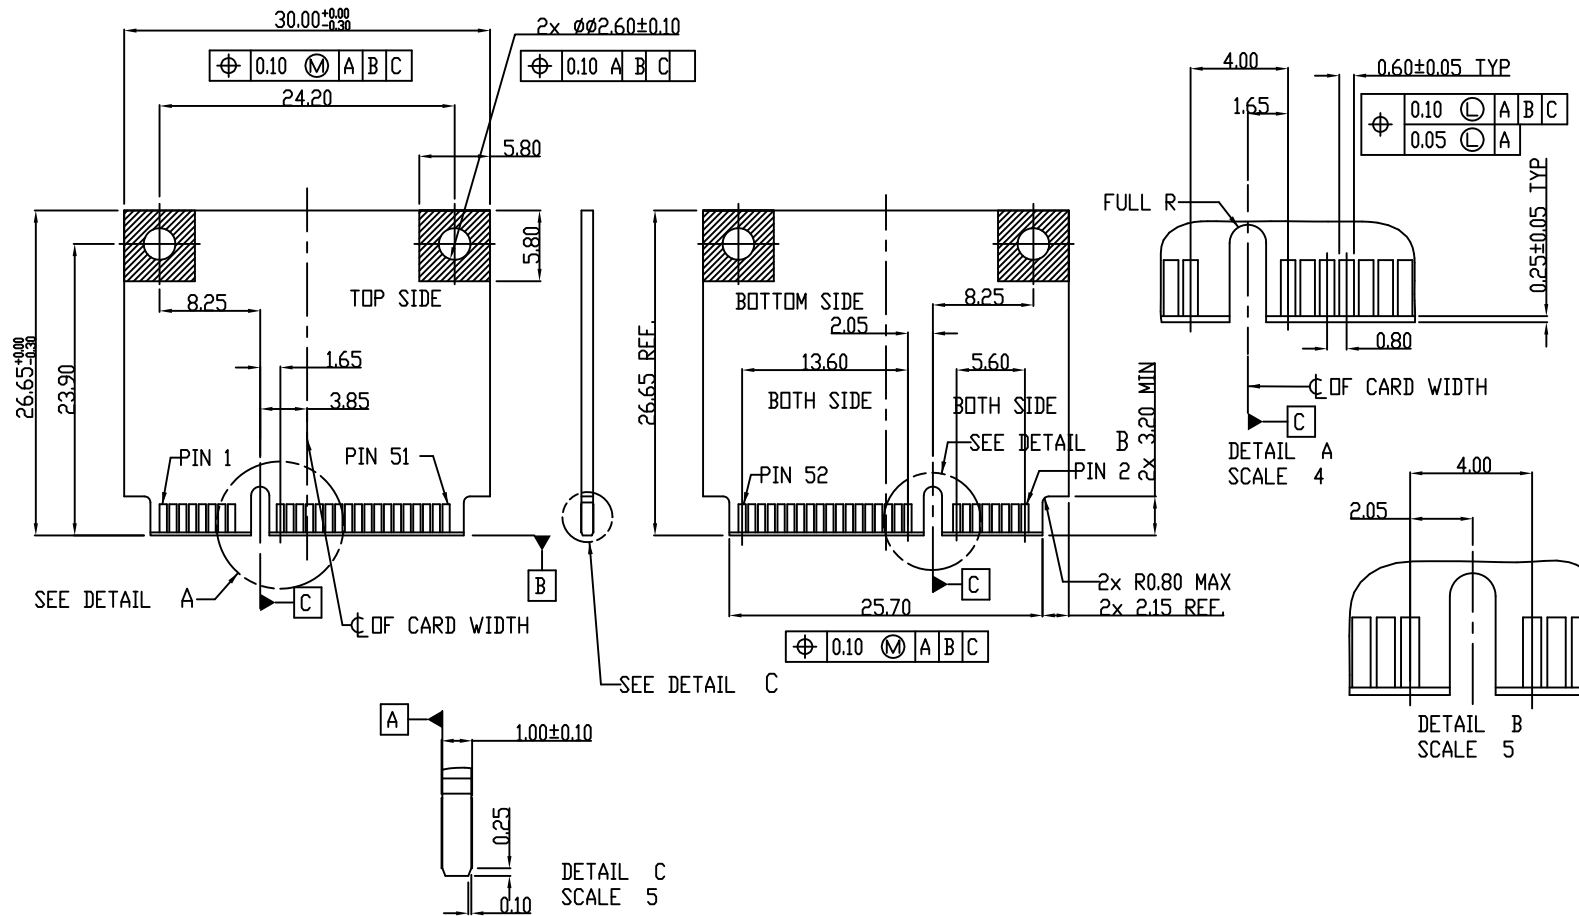 30.00 +0.00 -0.30
0.10 Ⓜ A B C
24.20
2x ØØ2.60±0.10
0.10 A B C
5.80
5.80
TOP SIDE
8.25
1.65
3.85
26.65 +0.00 -0.30
23.90
PIN 1
PIN 51
SEE DETAIL A
C
B
℄ OF CARD WIDTH
SEE DETAIL C
26.65 REF.
BOTTOM SIDE
8.25
2.05
13.60
5.60
BOTH SIDE
BOTH SIDE
SEE DETAIL B
PIN 52
PIN 2
2x 3.20 MIN
C
2x R0.80 MAX
25.70
2x 2.15 REF.
0.10 Ⓜ A B C
4.00
0.60±0.05 TYP
1.65
0.10 Ⓛ A B C
0.05 Ⓛ A
FULL R
0.25±0.05 TYP
0.80
℄ OF CARD WIDTH
C
DETAIL A
SCALE 4
4.00
2.05
DETAIL B
SCALE 5
A
1.00±0.10
0.25
0.10
DETAIL C
SCALE 5